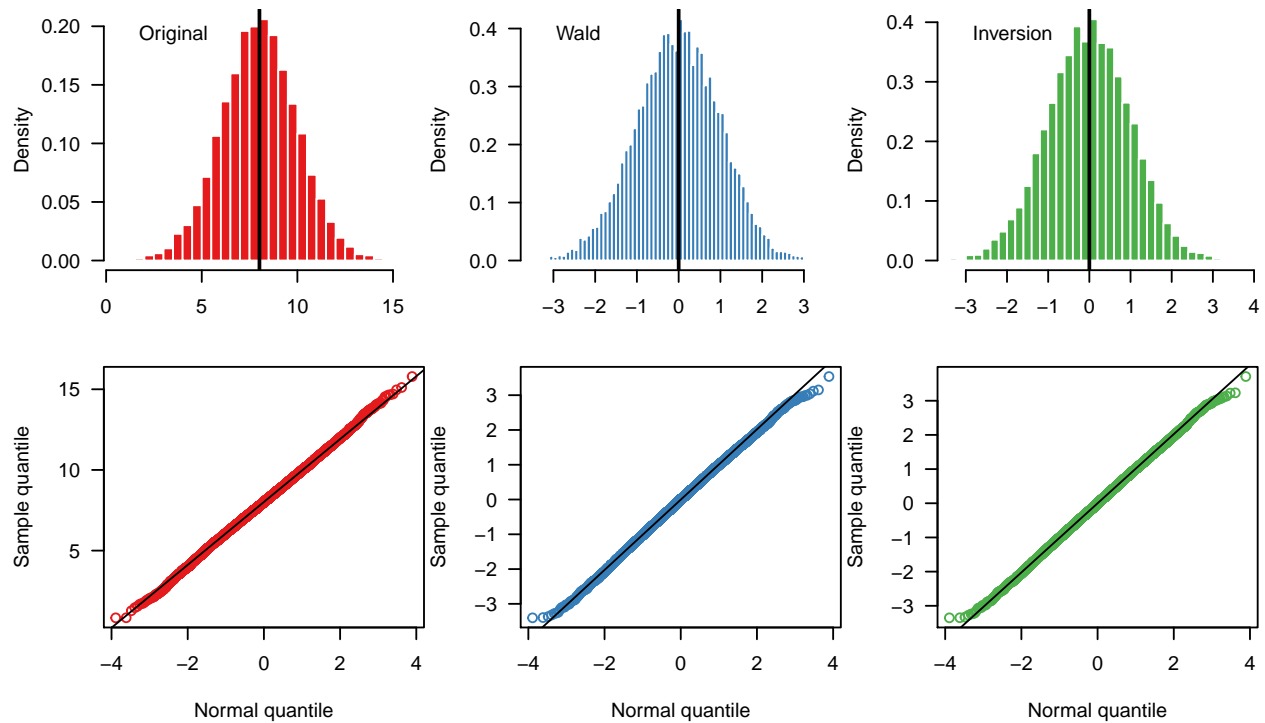 Original
Density
0.20
0.15
0.10
0.05
0.00
0 5 10 15
Wald
Density
0.4
0.3
0.2
0.1
0.0
−3 −2 −1 0 1 2 3
Inversion
Density
0.4
0.3
0.2
0.1
0.0
−3 −2 −1 0 1 2 3 4
Sample quantile
15
10
5
−4 −2 0 2 4
Normal quantile
Sample quantile
3
2
1
0
−1
−2
−3
−4 −2 0 2 4
Normal quantile
Sample quantile
3
2
1
0
−1
−2
−3
−4 −2 0 2 4
Normal quantile